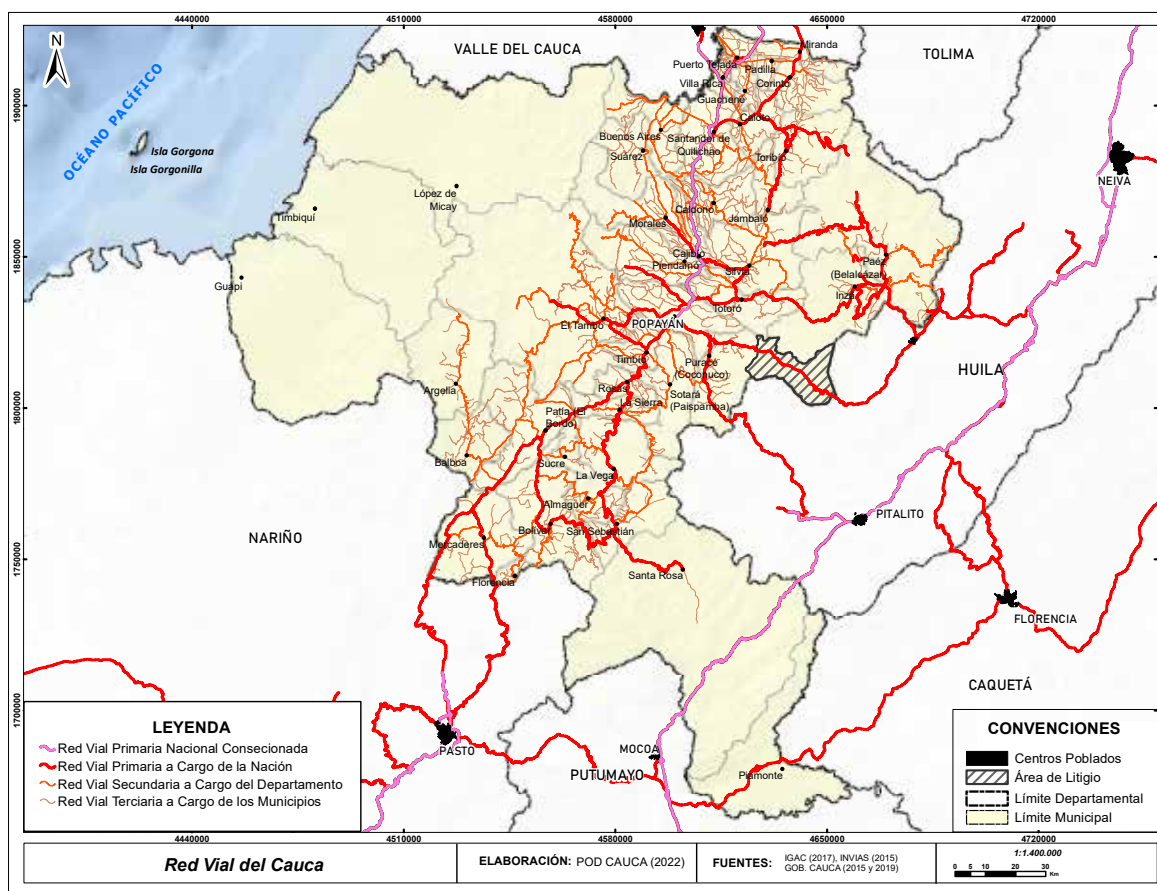 4440000
4510000
4580000
4650000
4720000
N
VALLE DEL CAUCA
TOLIMA
Miranda
Puerto Tejada
Padilla
Villa Rica
Corinto
Guachené
1900000
1900000
OCÉANO PACÍFICO
Caloto
Buenos Aires
Santander de
Quilichao
Isla Gorgona
Isla Gorgonilla
Suárez
Toribío
NEIVA
López de
Micay
Timbiquí
Caldono
Jambaló
Morales
1850000
1850000
Cajibío
Piendamó
Silvia
Paéz
(Belalcázar)
Guapi
Inzá
Totoró
El Tambo
POPAYÁN
Timbío
Puracé
(Coconuco)
HUILA
Argelia
Rosas
Sotará
(Paispamba)
La Sierra
1800000
1800000
Patía (El
Bordo)
Balboa
Sucre
La Vega
Almaguer
PITALITO
Bolívar
San Sebastián
NARIÑO
Mercaderes
1750000
1750000
Florencia
Santa Rosa
FLORENCIA
CAQUETÁ
1700000
1700000
PASTO
MOCOA
PUTUMAYO
Piamonte
LEYENDA
Red Vial Primaria Nacional Consecionada
Red Vial Primaria a Cargo de la Nación
Red Vial Secundaria a Cargo del Departamento
Red Vial Terciaria a Cargo de los Municipios
CONVENCIONES
Centros Poblados
Área de Litigio
Límite Departamental
Límite Municipal
4440000
4510000
4580000
4650000
4720000
Red Vial del Cauca
ELABORACIÓN: POD CAUCA (2022)
FUENTES: IGAC (2017), INVIAS (2015)
GOB. CAUCA (2015 y 2019)
1:1.400.000
0 5 10 20 30
Km